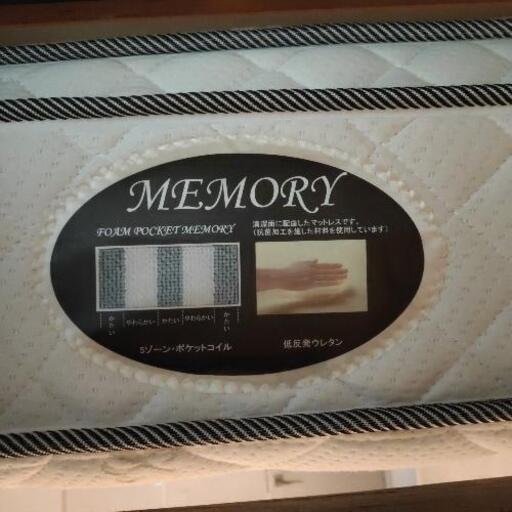 MEMORY
FOAM POCKET MEMORY
清潔面に配慮したマットレスです。
(抗菌加工を施した材料を使用しています)
かたい
やわらかい
かたい
やわらかい
かたい
5ゾーン・ポケットコイル
低反発ウレタン